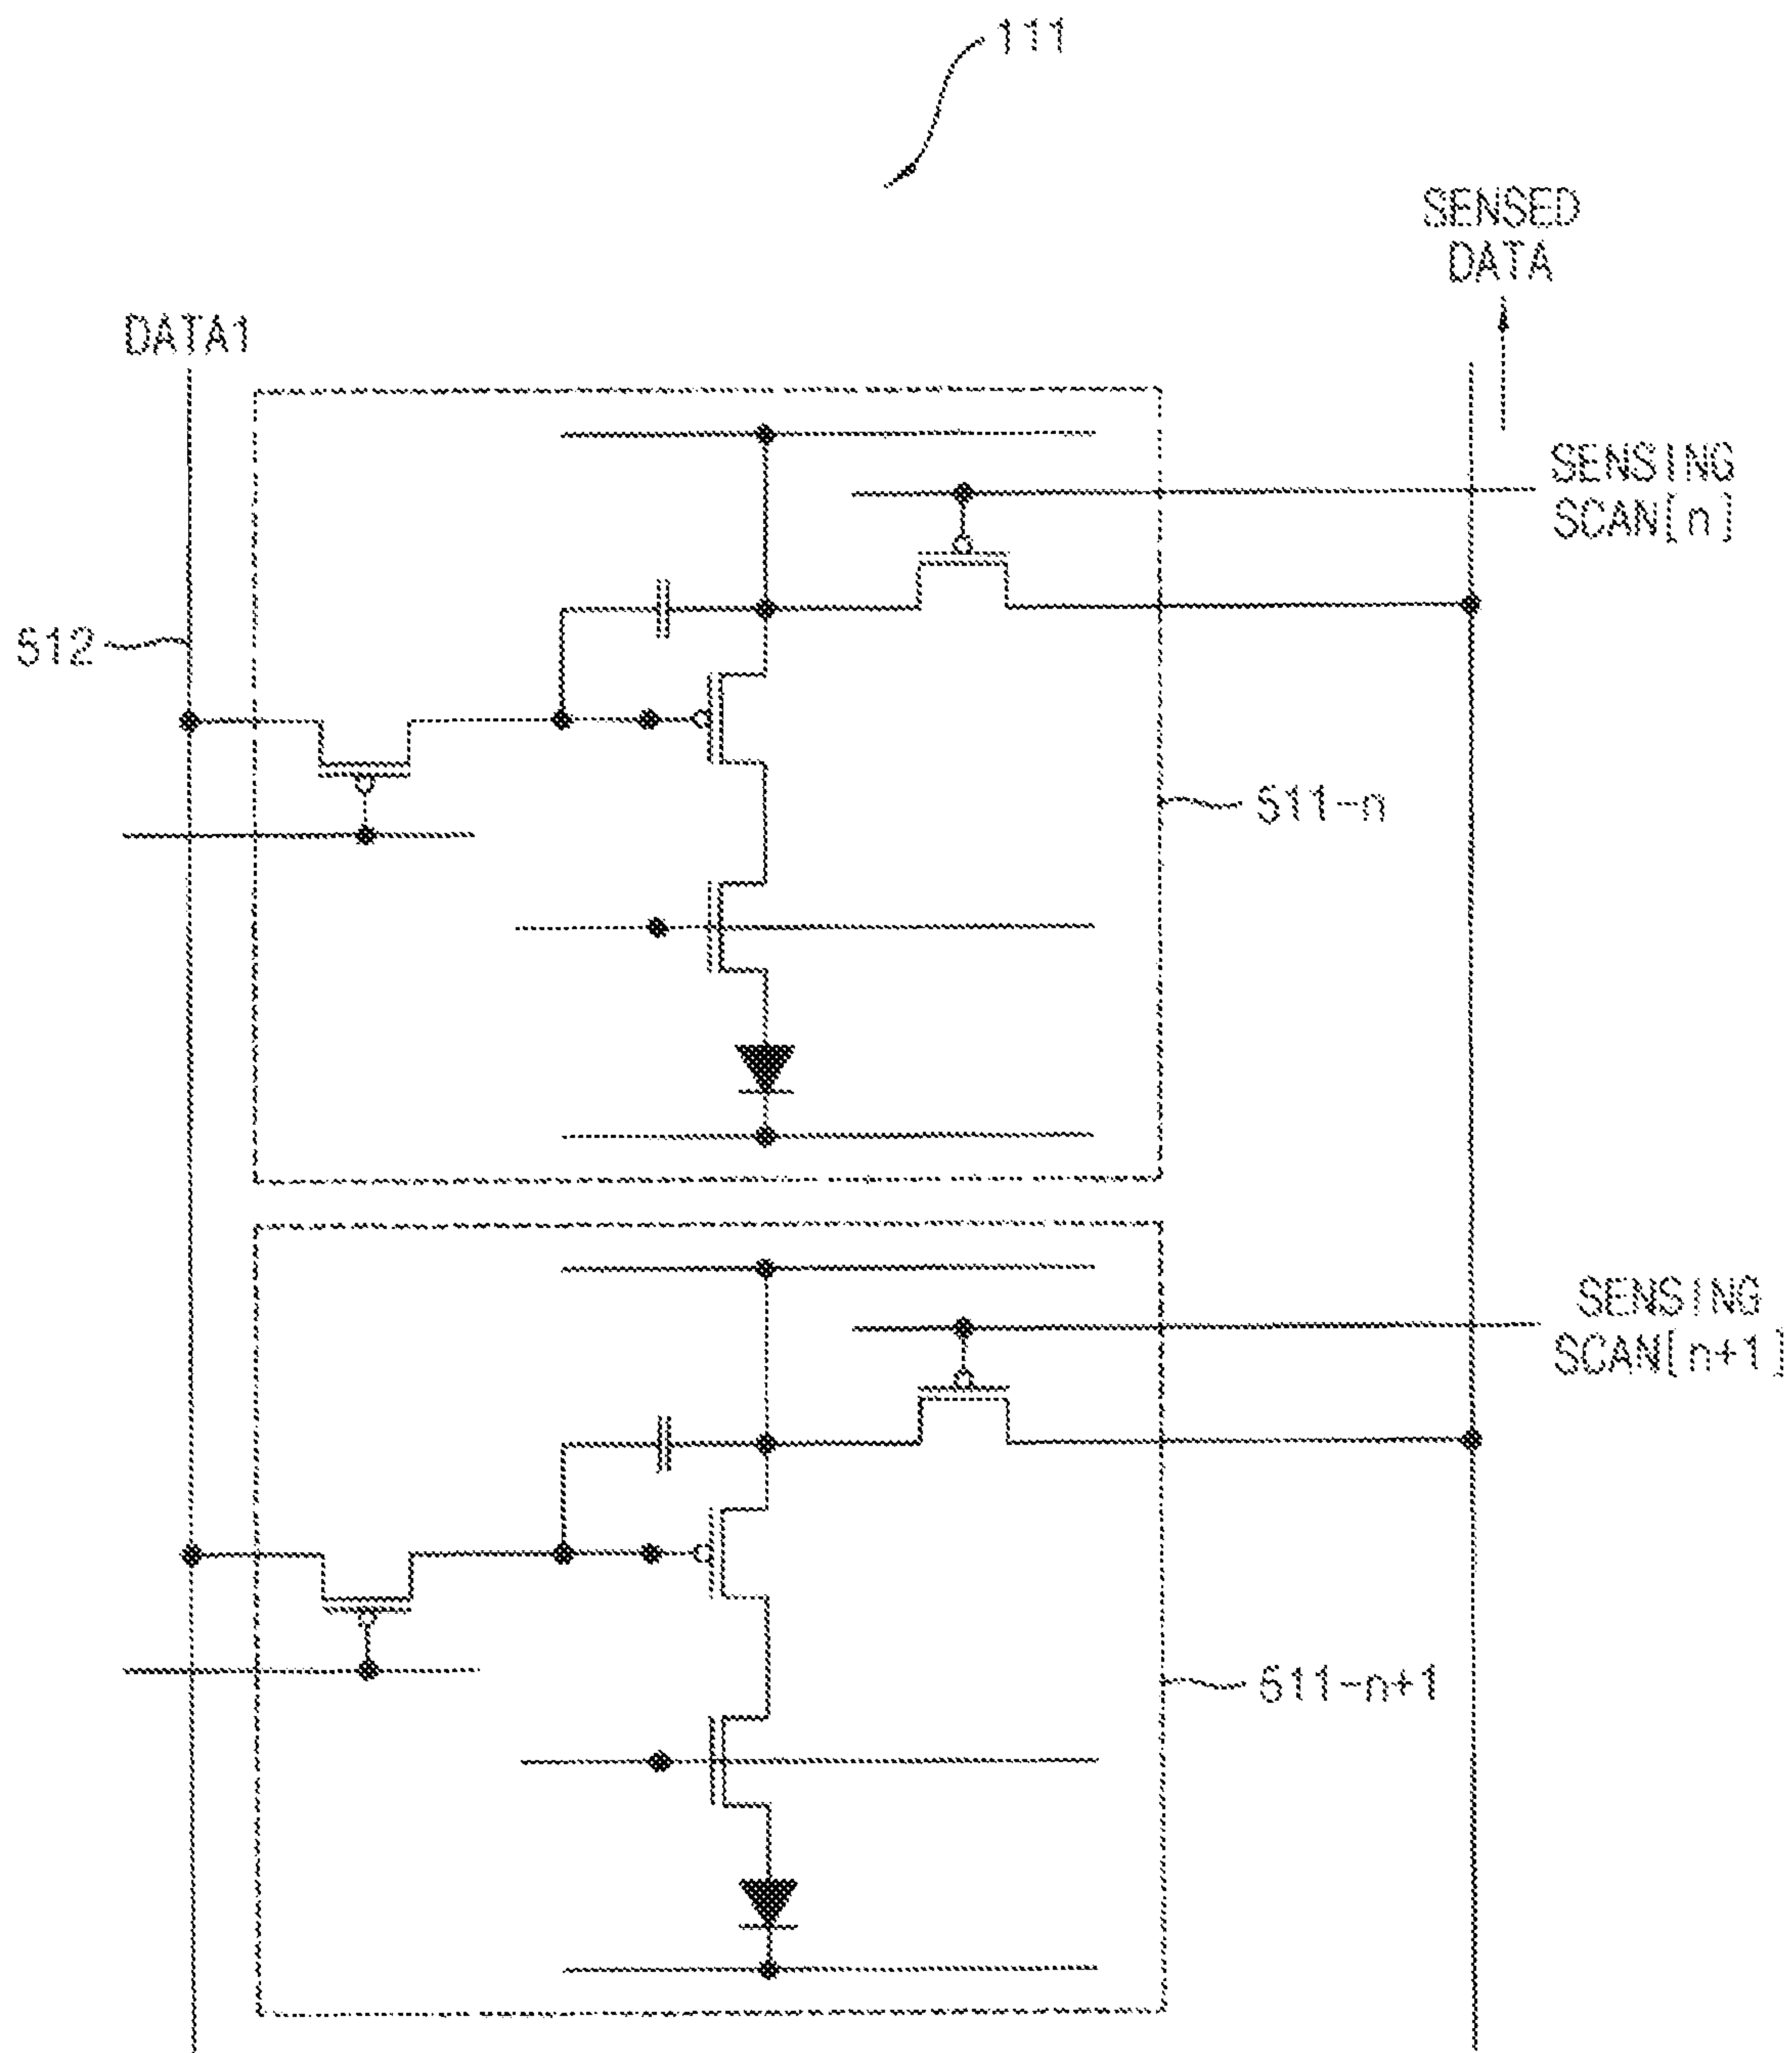 111
SENSED
DATA
DATA1
SENSING
SCAN[n]
512
511-n
SENSING
SCAN[n+1]
511-n+1